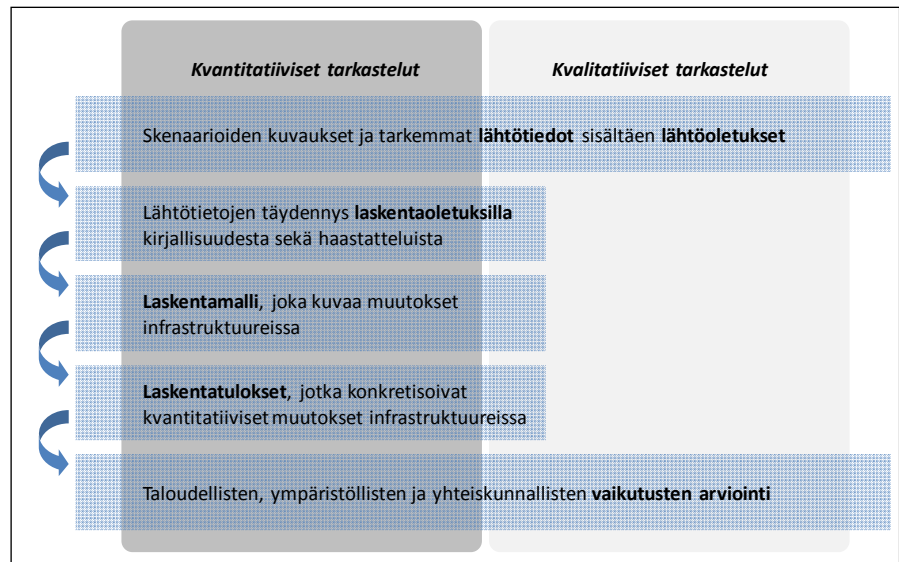 Kvantitatiiviset tarkastelut
Kvalitatiiviset tarkastelut
Skenaarioiden kuvaukset ja tarkemmat lähtötiedot sisältäen lähtöoletukset
Lähtötietojen täydennys laskentaoletuksilla
kirjallisuudesta sekä haastatteluista
Laskentamalli, joka kuvaa muutokset
infrastruktuureissa
Laskentatulokset, jotka konkretisoivat
kvantitatiiviset muutokset infrastruktuureissa
Taloudellisten, ympäristöllisten ja yhteiskunnallisten vaikutusten arviointi